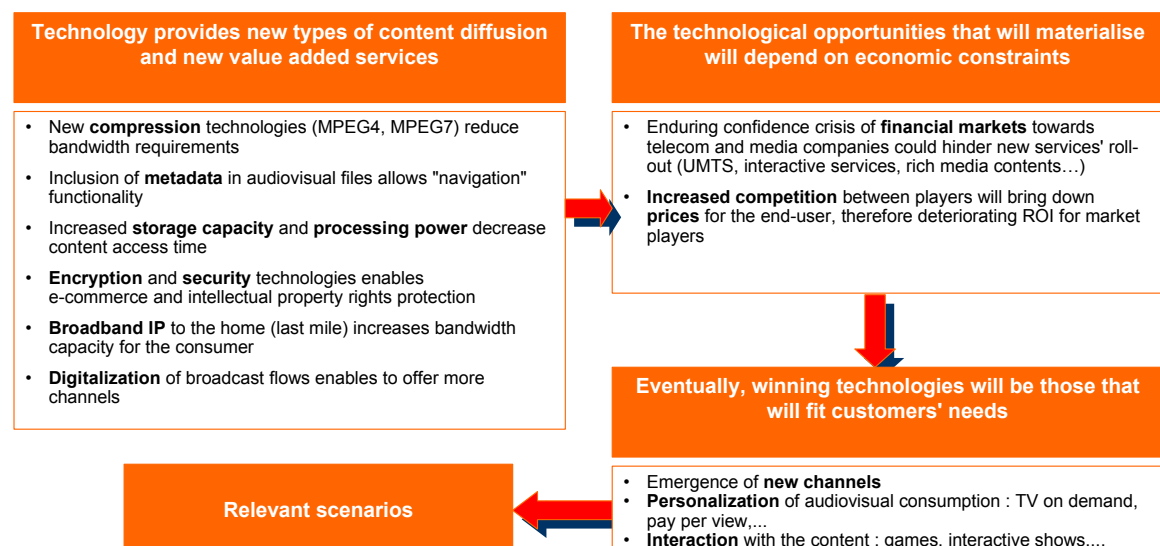 Technology provides new types of content diffusion
and new value added services
• New compression technologies (MPEG4, MPEG7) reduce
bandwidth requirements
• Inclusion of metadata in audiovisual files allows "navigation"
functionality
• Increased storage capacity and processing power decrease
content access time
• Encryption and security technologies enables
e-commerce and intellectual property rights protection
• Broadband IP to the home (last mile) increases bandwidth
capacity for the consumer
• Digitalization of broadcast flows enables to offer more
channels
The technological opportunities that will materialise
will depend on economic constraints
• Enduring confidence crisis of financial markets towards
telecom and media companies could hinder new services' roll-
out (UMTS, interactive services, rich media contents…)
• Increased competition between players will bring down
prices for the end-user, therefore deteriorating ROI for market
players
Eventually, winning technologies will be those that
will fit customers' needs
• Emergence of new channels
• Personalization of audiovisual consumption : TV on demand,
pay per view,...
• Interaction with the content : games, interactive shows,...
Relevant scenarios